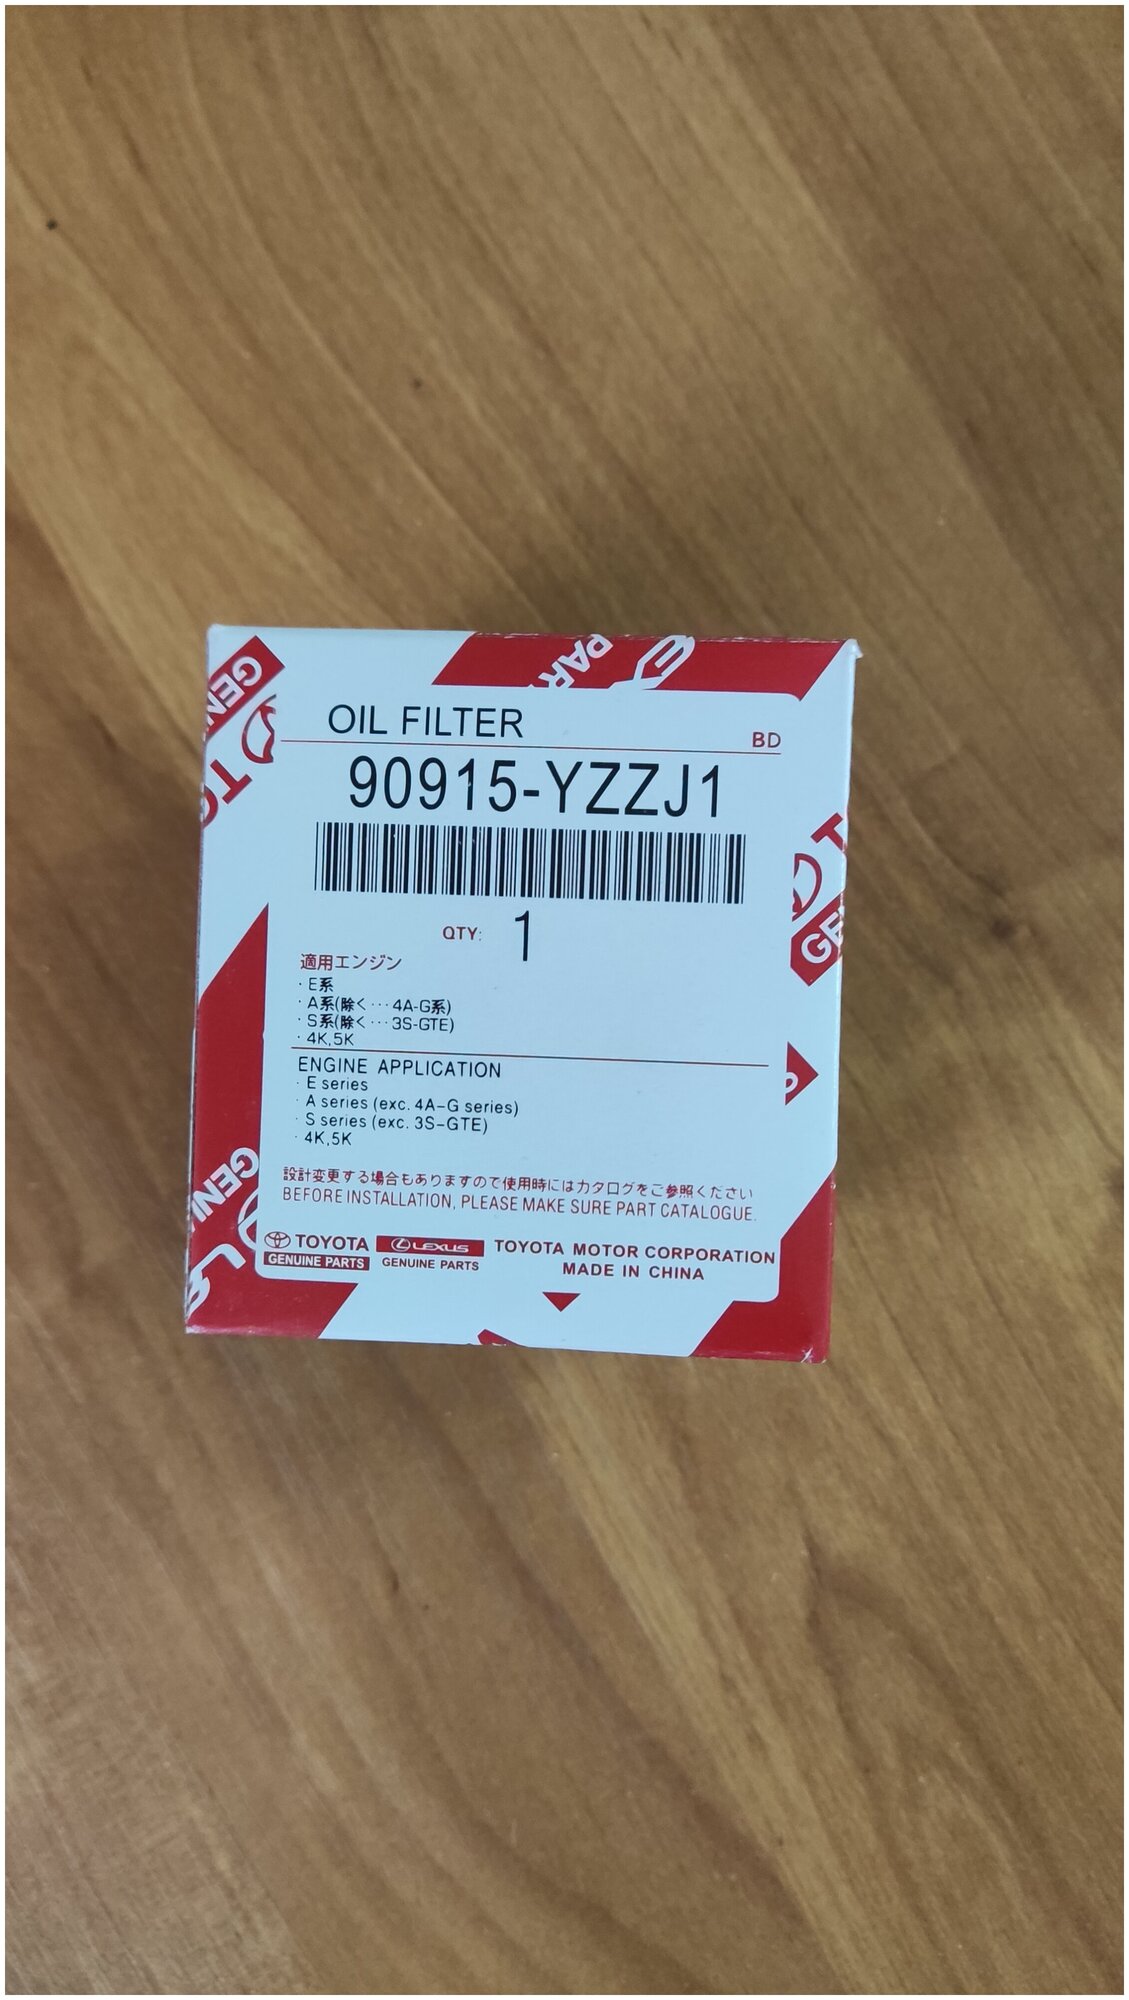 OIL FILTER
BD
90915-YZZJ1
QTY: 1
適用エンジン
・E系
・A系(除く…4A-G系)
・S系(除く…3S-GTE)
・4K,5K
ENGINE APPLICATION
· E series
· A series (exc. 4A-G series)
· S series (exc. 3S-GTE)
· 4K,5K
設計変更する場合もありますので使用時にはカタログをご参照ください
BEFORE INSTALLATION, PLEASE MAKE SURE PART CATALOGUE.
TOYOTA LEXUS TOYOTA MOTOR CORPORATION
GENUINE PARTS GENUINE PARTS MADE IN CHINA